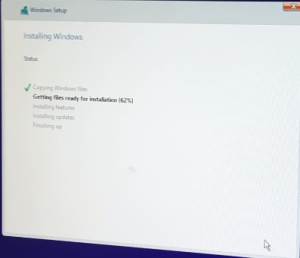 Windows Setup
Installing Windows
Status
Copying Windows files
Getting files ready for installation (62%)
Installing features
Installing updates
Finishing up